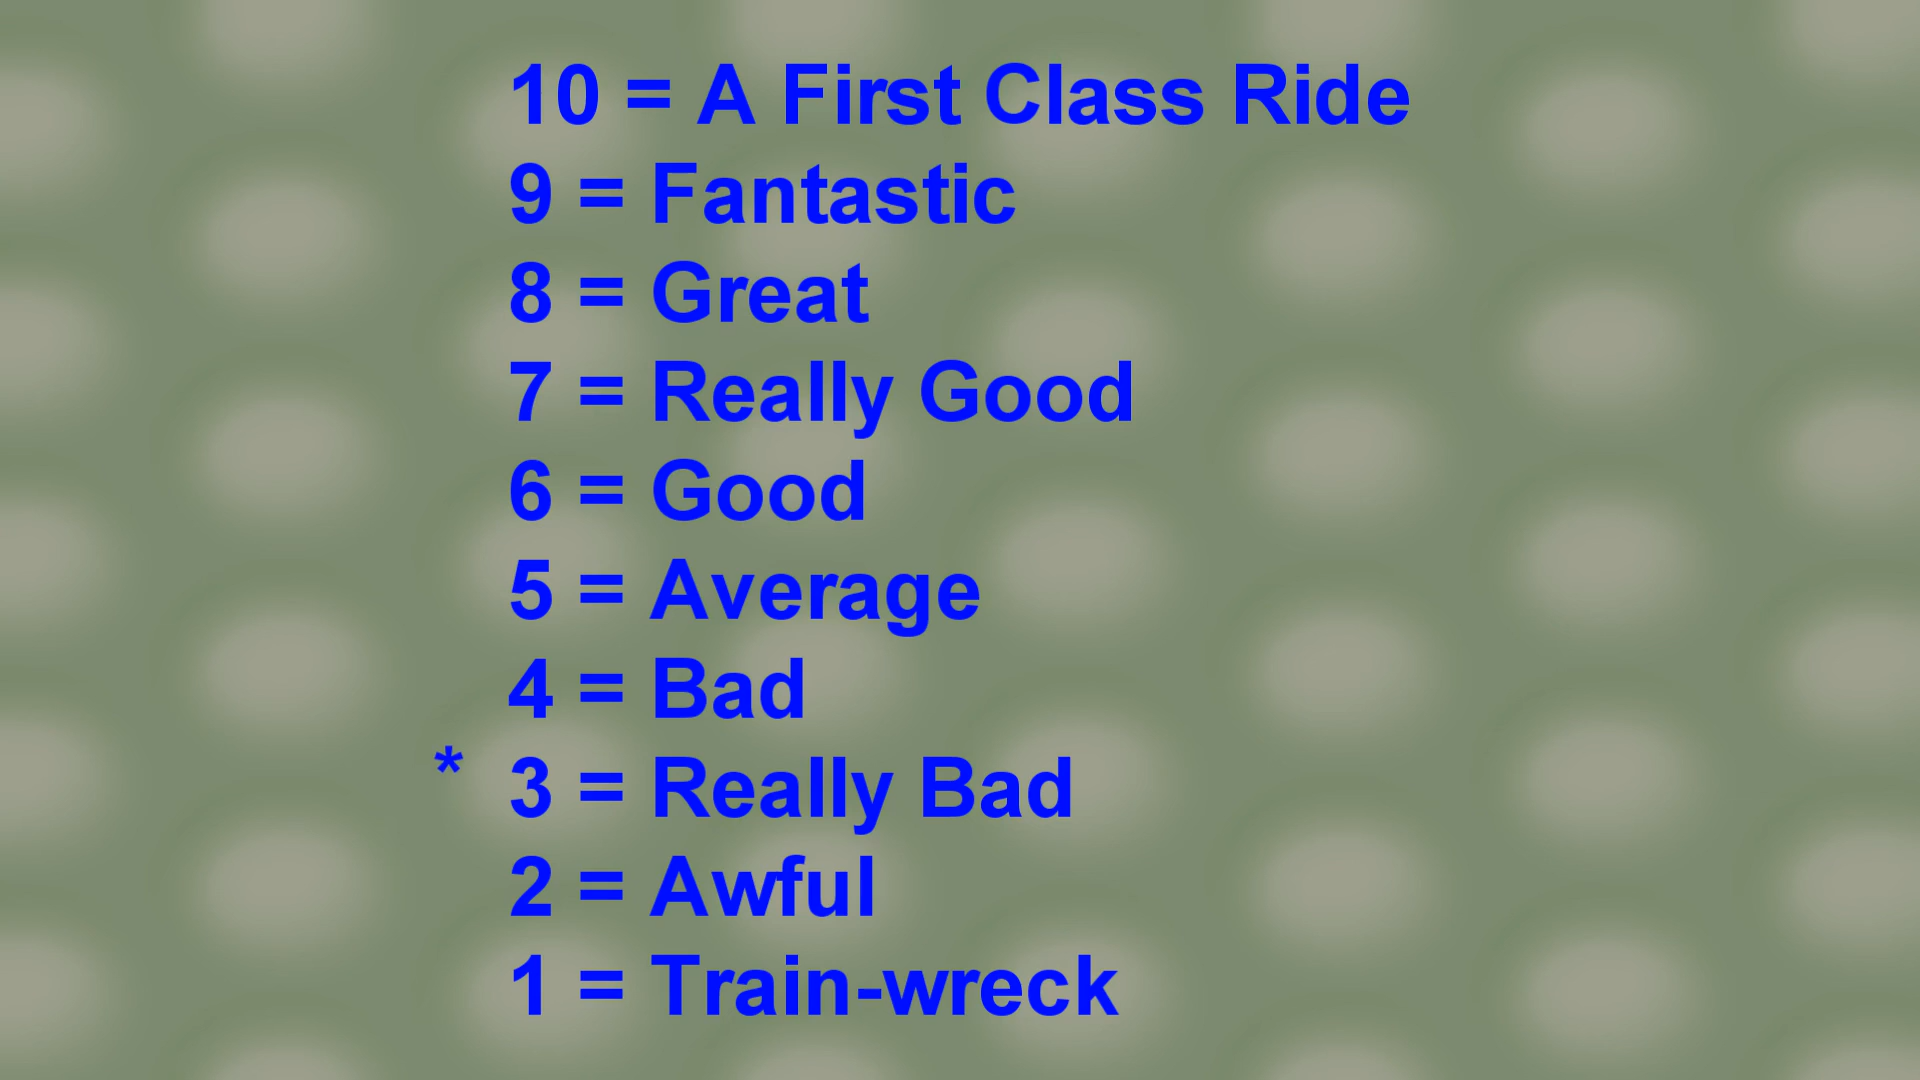 10 = A First Class Ride
9 = Fantastic
8 = Great
7 = Really Good
6 = Good
5 = Average
4 = Bad
* 3 = Really Bad
2 = Awful
1 = Train-wreck